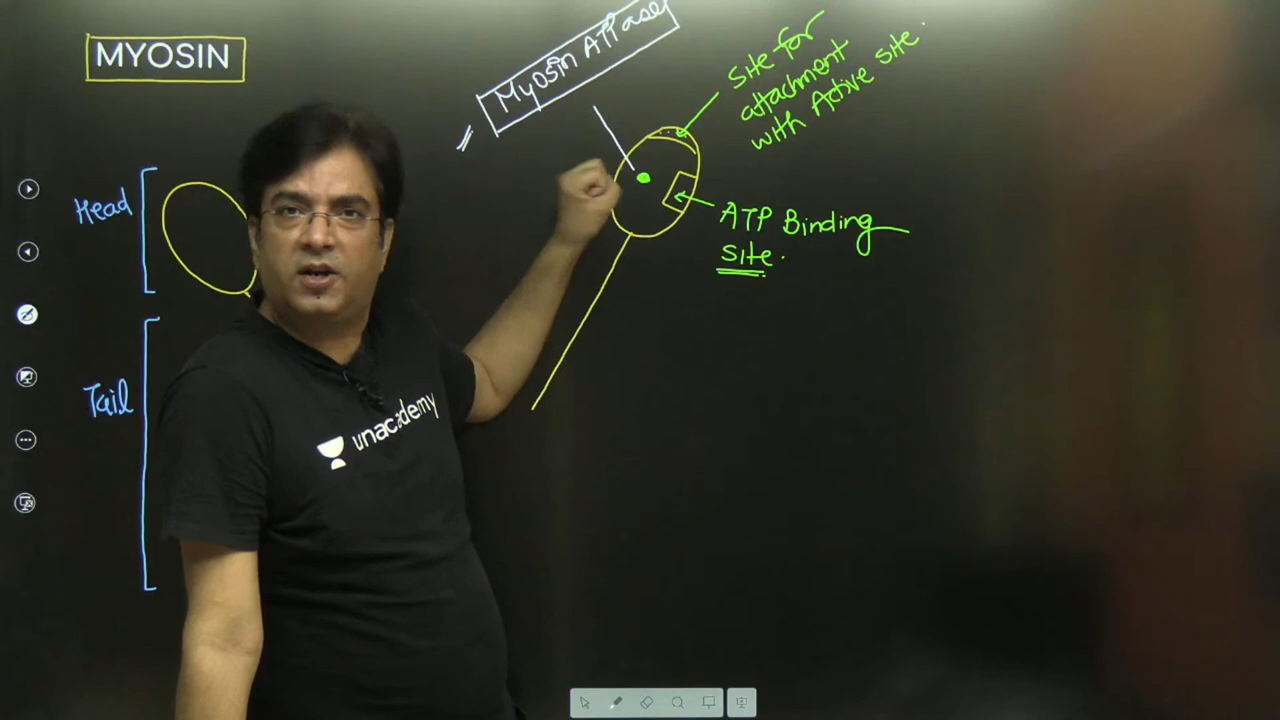 MYOSIN
Myosin ATPase
Site for
attachment
with Active site.
Head
ATP Binding
site.
Tail
unacademy